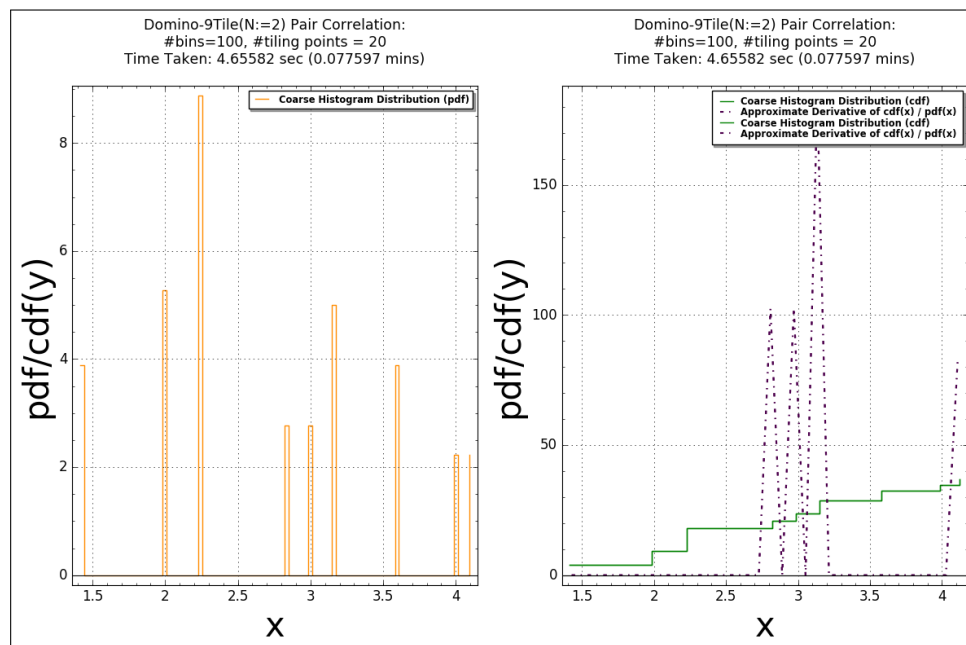 Domino-9Tile(N:=2) Pair Correlation:
#bins=100, #tiling points = 20
Time Taken: 4.65582 sec (0.077597 mins)
Coarse Histogram Distribution (pdf)
pdf/cdf(y)
8
6
4
2
0
1.5
2
2.5
3
3.5
4
x
Domino-9Tile(N:=2) Pair Correlation:
#bins=100, #tiling points = 20
Time Taken: 4.65582 sec (0.077597 mins)
Coarse Histogram Distribution (cdf)
Approximate Derivative of cdf(x) / pdf(x)
Coarse Histogram Distribution (cdf)
Approximate Derivative of cdf(x) / pdf(x)
pdf/cdf(y)
150
100
50
0
1.5
2
2.5
3
3.5
4
x